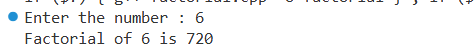 Enter the number : 6
Factorial of 6 is 720